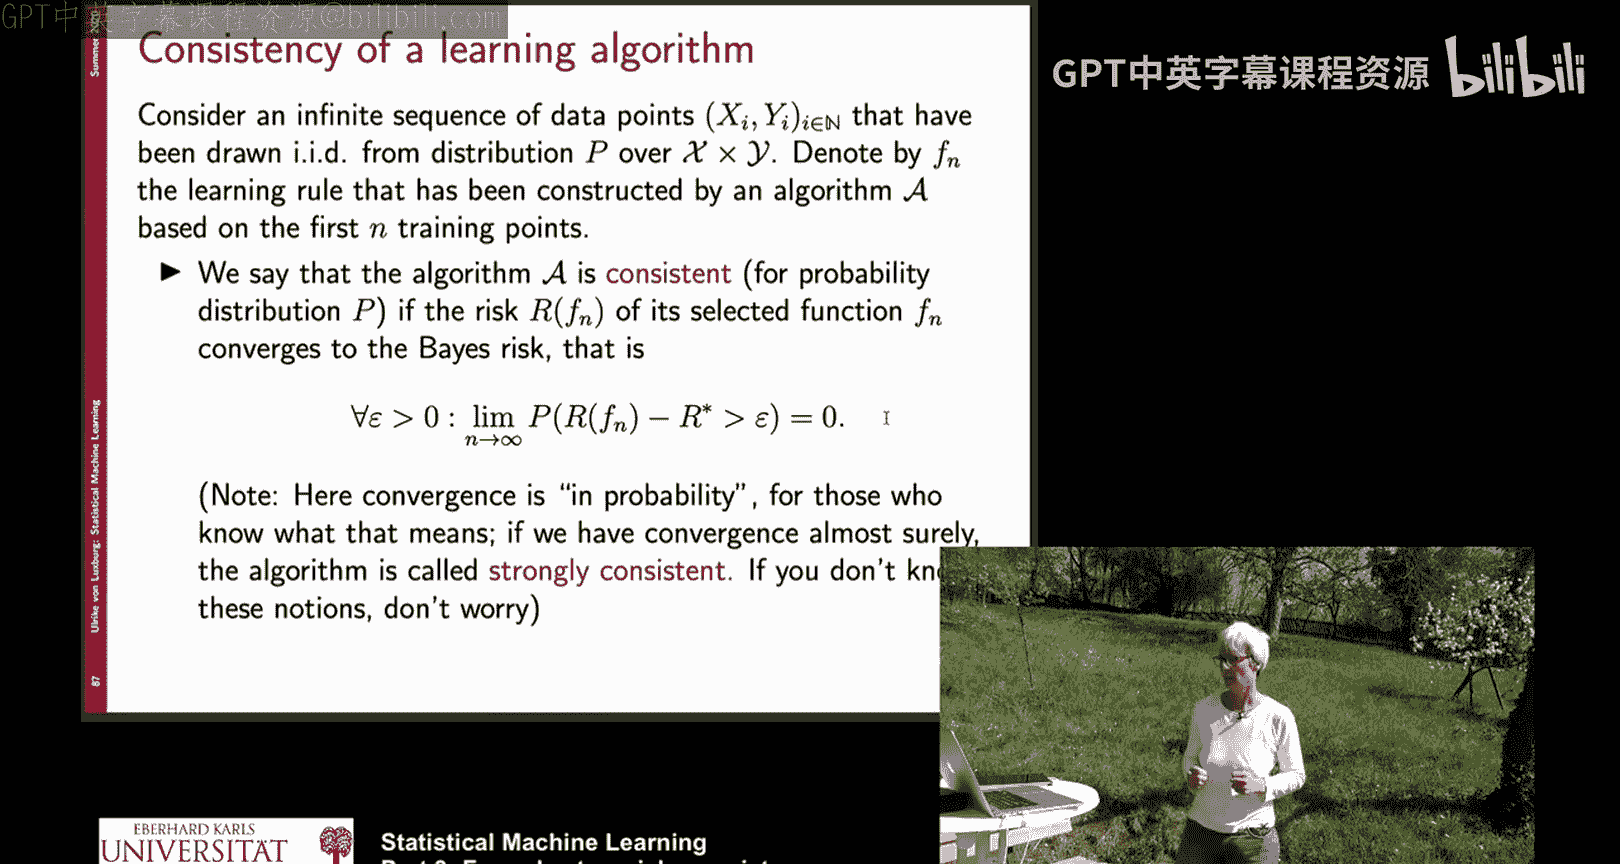 GPT中英字幕课程资源@bilibili.com
GPT中英字幕课程资源 bilibili
Summer 2020
Consistency of a learning algorithm
Consider an infinite sequence of data points (Xᵢ, Yᵢ)ᵢ∈ℕ that have
been drawn i.i.d. from distribution P over 𝒳 × 𝒴. Denote by fₙ
the learning rule that has been constructed by an algorithm 𝒜
based on the first n training points.
► We say that the algorithm 𝒜 is consistent (for probability
distribution P) if the risk R(fₙ) of its selected function fₙ
converges to the Bayes risk, that is
∀ε > 0 : lim n→∞ P(R(fₙ) − R* > ε) = 0.
(Note: Here convergence is “in probability”, for those who
know what that means; if we have convergence almost surely,
the algorithm is called strongly consistent. If you don't
these notions, don't worry)
Ulrike von Luxburg: Statistical Machine Learning
87
EBERHARD KARLS
UNIVERSITÄT
Statistical Machine Learning